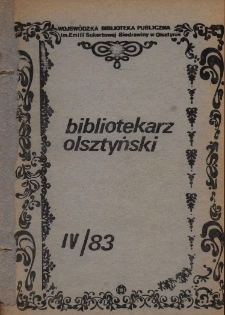 WOJEWÓDZKA BIBLIOTEKA PUBLICZNA
im. Emilii Sukertowej Biedrawiny w Olsztynie
bibliotekarz
olsztyński
IV/83